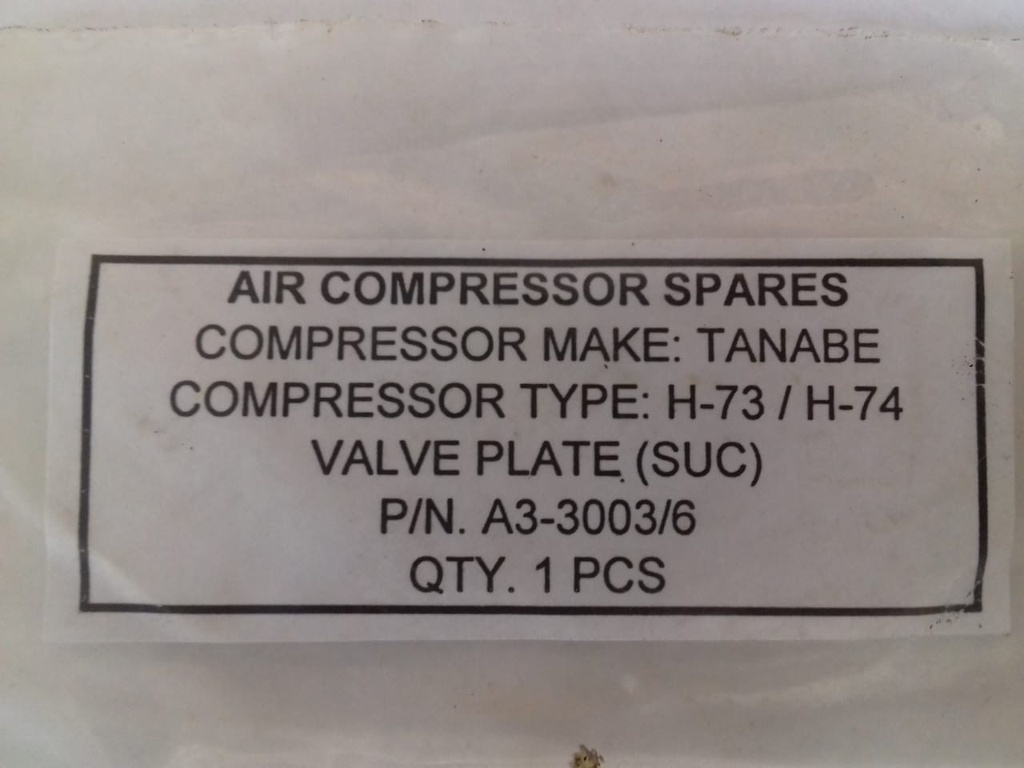 AIR COMPRESSOR SPARES
COMPRESSOR MAKE: TANABE
COMPRESSOR TYPE: H-73 / H-74
VALVE PLATE (SUC)
P/N. A3-3003/6
QTY. 1 PCS